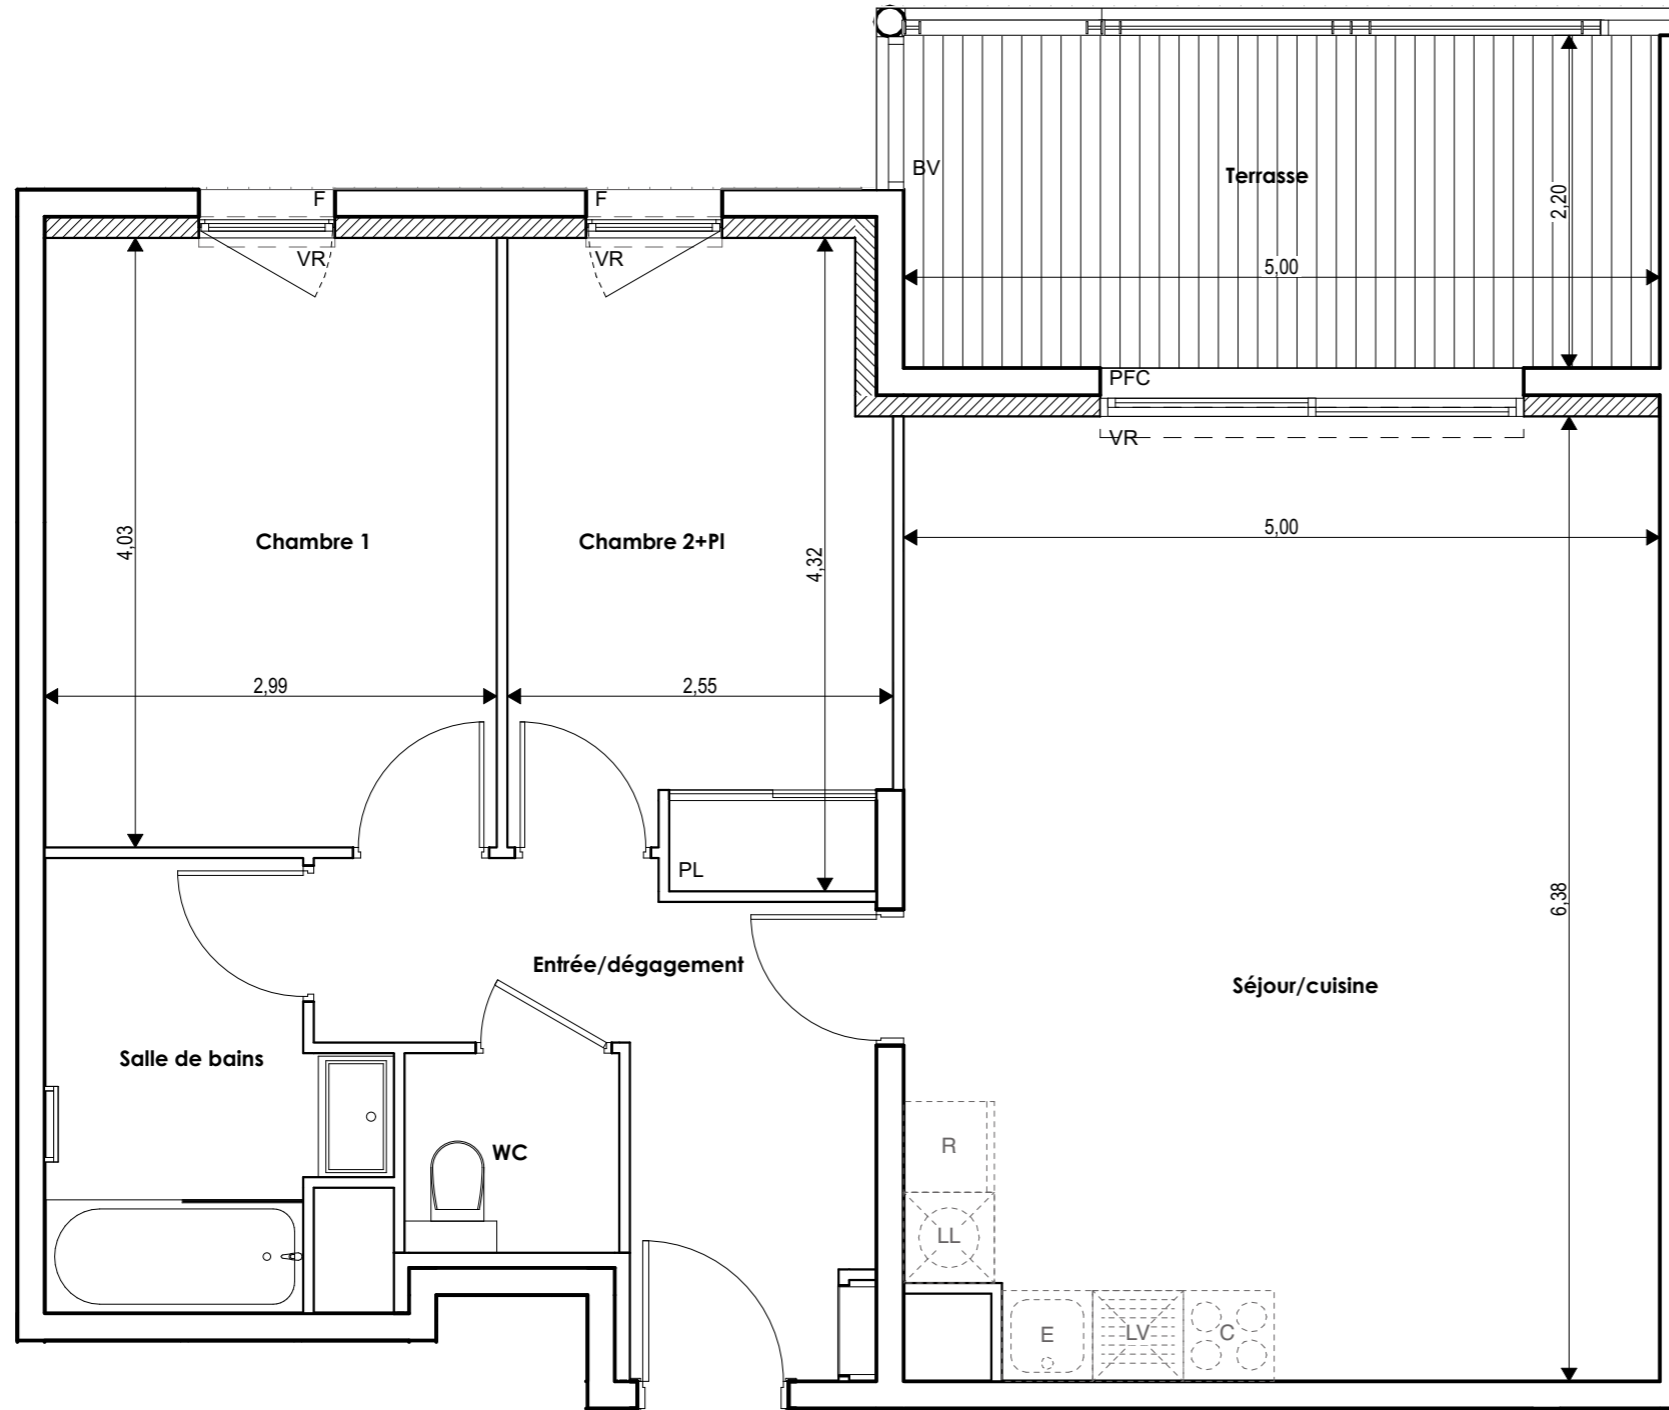 BV
Terrasse
2,20
5,00
F
F
VR
VR
PFC
VR
4,03
Chambre 1
Chambre 2+Pl
4,32
5,00
2,99
2,55
PL
6,38
Entrée/dégagement
Séjour/cuisine
Salle de bains
WC
R
LL
E
LV
C